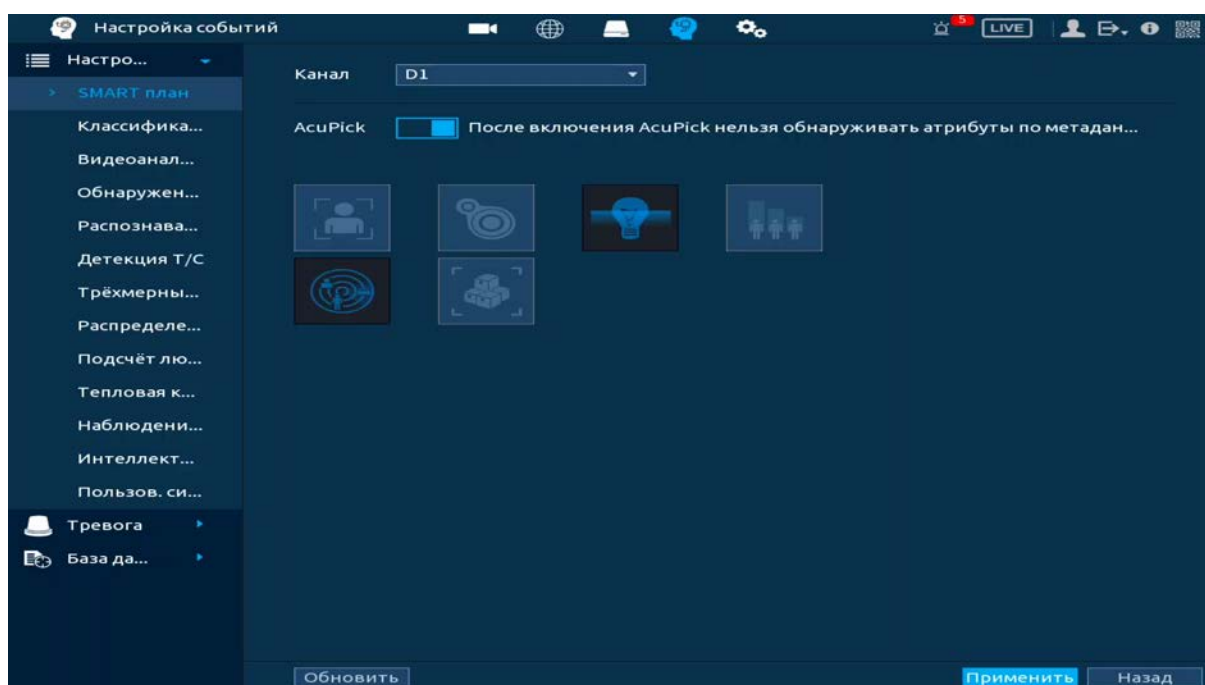 Настройка событий
5
LIVE
Настро...
SMART план
Классифика...
Видеоанал...
Обнаружен...
Распознава...
Детекция Т/С
Трёхмерны...
Распределе...
Подсчёт лю...
Тепловая к...
Наблюдени...
Интеллект...
Пользов. си...
Тревога
База да...
Канал D1
AcuPick После включения AcuPick нельзя обнаруживать атрибуты по метадан...
Обновить Применить Назад